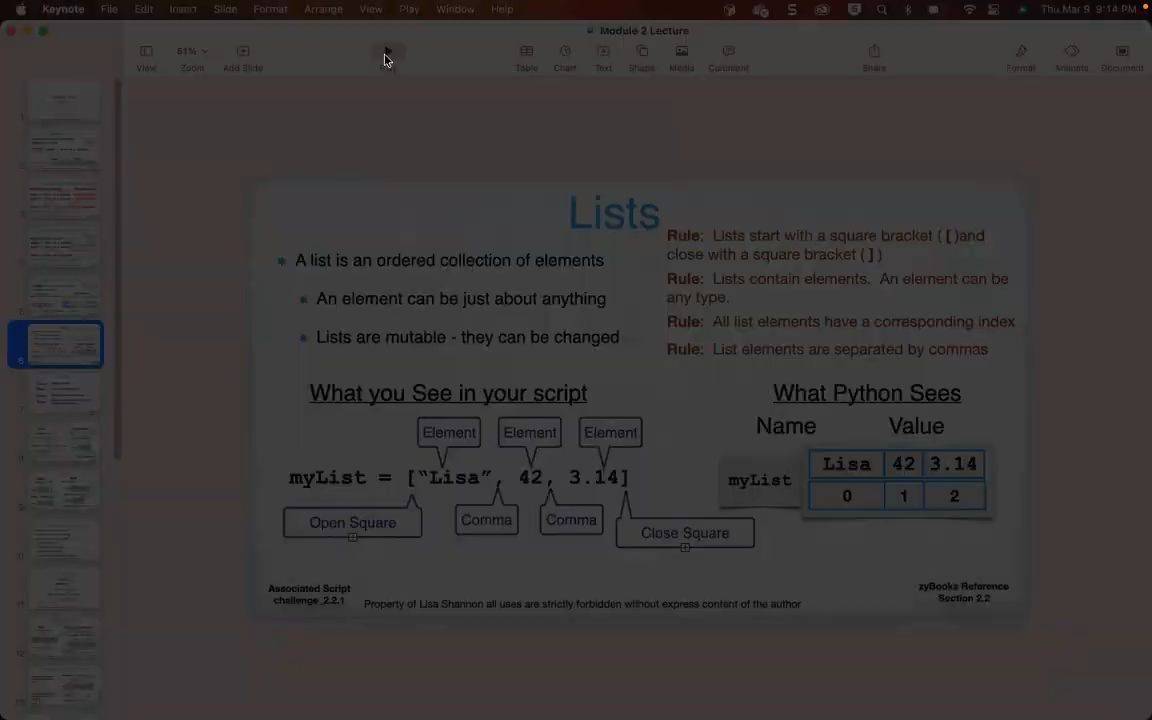 Keynote File Edit Insert Slide Format Arrange View Play Window Help Thu Mar 9 9:14 PM
Module 2 Lecture
61%
View Zoom Add Slide Table Chart Text Shape Media Comment Share Format Animate Document
Lists
A list is an ordered collection of elements
An element can be just about anything
Lists are mutable - they can be changed
Rule: Lists start with a square bracket ( [ )and
close with a square bracket ( ] )
Rule: Lists contain elements. An element can be
any type.
Rule: All list elements have a corresponding index
Rule: List elements are separated by commas
What you See in your script
Element Element Element
myList = [“Lisa”, 42, 3.14]
Open Square Comma Comma Close Square
What Python Sees
Name Value
myList
Lisa 42 3.14
0 1 2
Associated Script
challenge_2.2.1
Property of Lisa Shannon all uses are strictly forbidden without express content of the author
zyBooks Reference
Section 2.2